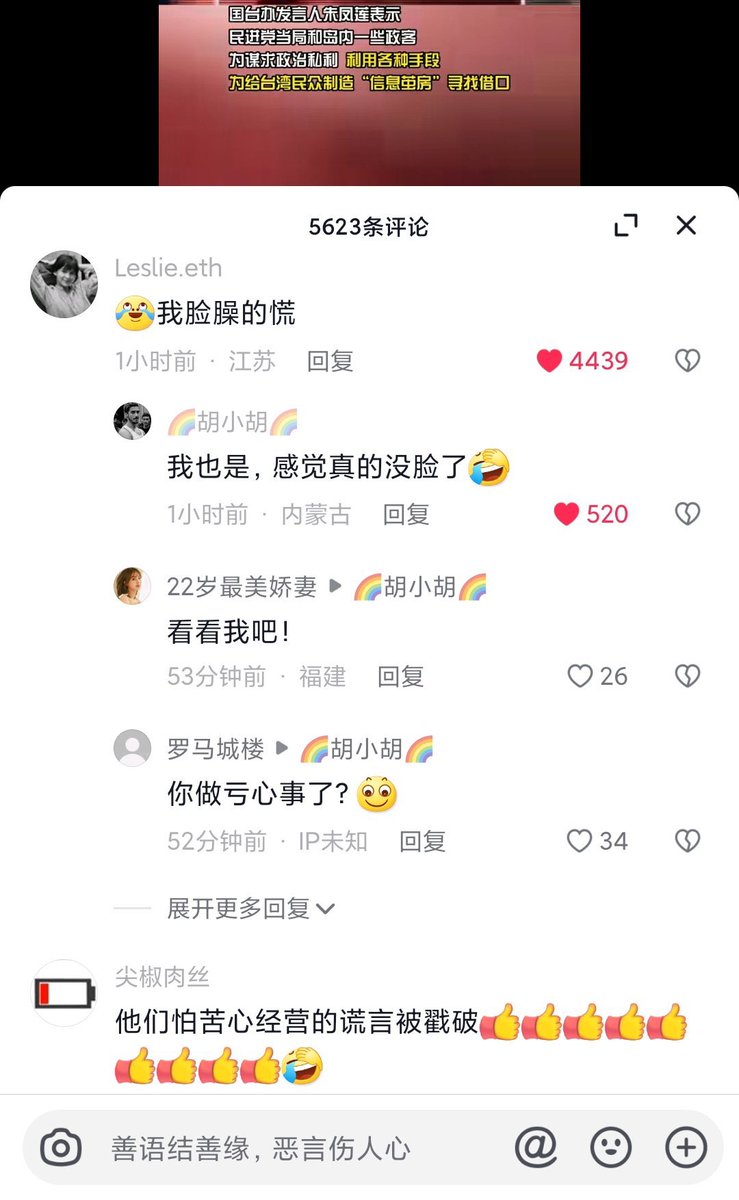 国台办发言人朱凤莲表示
民进党当局和岛内一些政客
为谋求政治私利 利用各种手段
为给台湾民众制造“信息茧房”寻找借口
5623条评论
Leslie.eth
我脸臊的慌
1小时前 · 江苏 回复 4439
胡小胡
我也是，感觉真的没脸了
1小时前 · 内蒙古 回复 520
22岁最美娇妻 ▶ 胡小胡
看看我吧！
53分钟前 · 福建 回复 26
罗马城楼 ▶ 胡小胡
你做亏心事了？
52分钟前 · IP未知 回复 34
展开更多回复
尖椒肉丝
他们怕苦心经营的谎言被戳破
善语结善缘，恶言伤人心